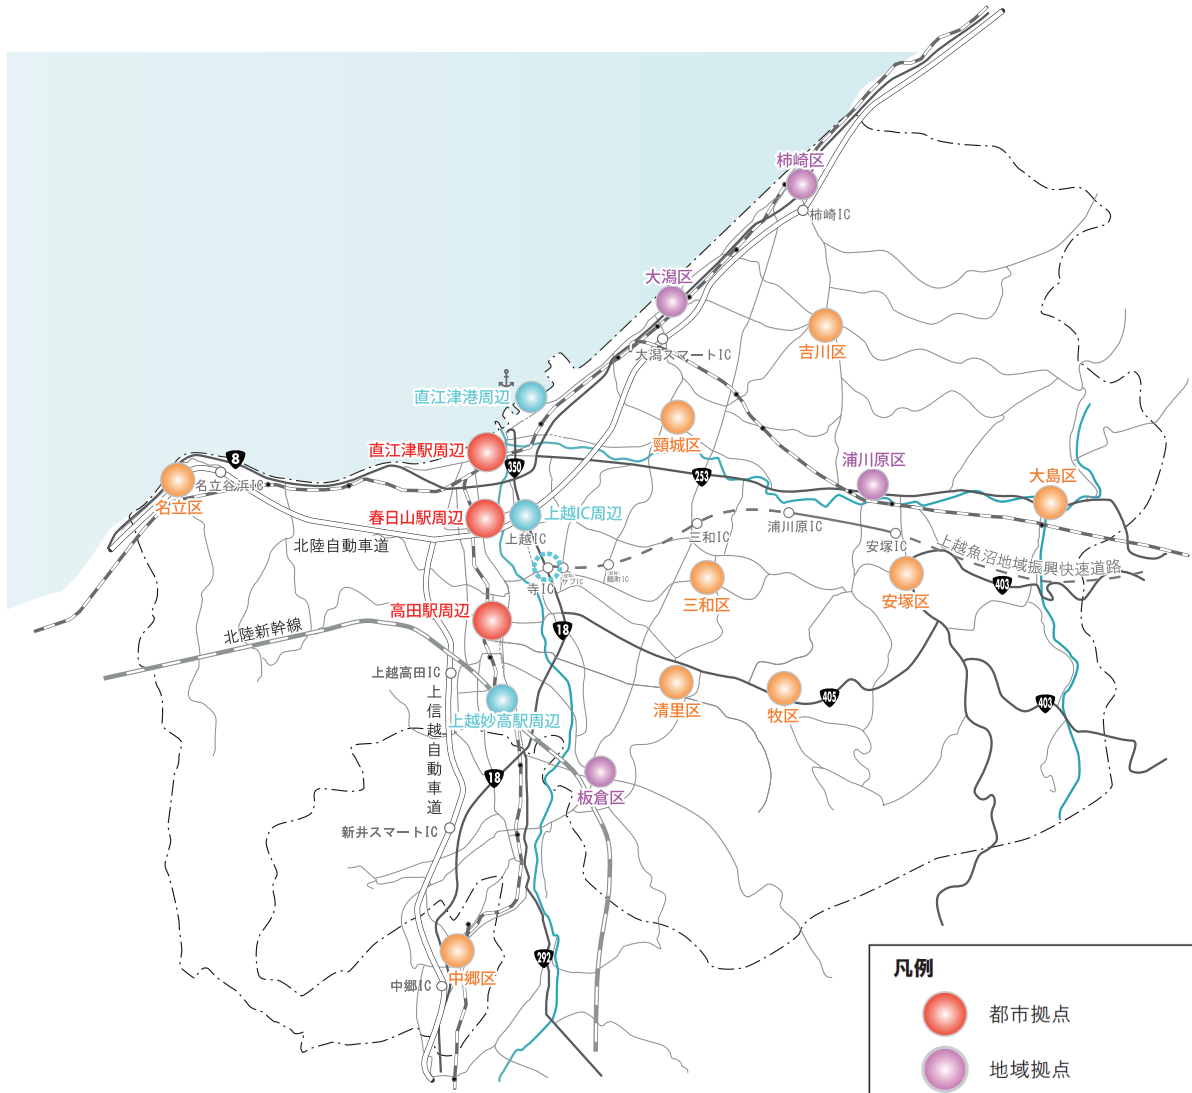 柿崎区
柿崎IC
大潟区
大潟スマートIC
吉川区
直江津港周辺
頸城区
直江津駅周辺
350
8
名立谷浜IC
名立区
253
浦川原区
大島区
春日山駅周辺
上越IC周辺
上越IC
北陸自動車道
三和IC
浦川原IC
安塚IC
上越魚沼地域振興快速道路
寺IC
鶴町IC
三和区
安塚区
403
高田駅周辺
18
北陸新幹線
上越高田IC
上信越自動車道
清里区
牧区
405
403
上越妙高駅周辺
18
板倉区
新井スマートIC
中郷区
中郷IC
292
凡例
都市拠点
地域拠点